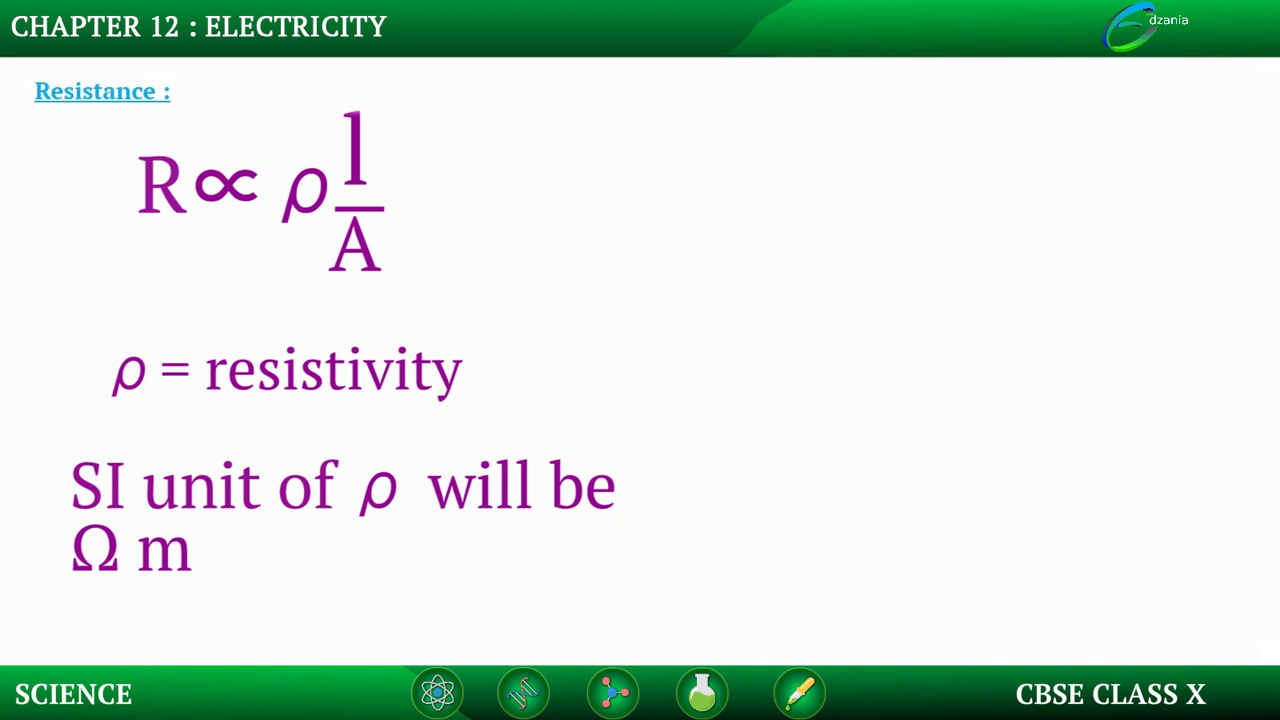 CHAPTER 12 : ELECTRICITY
dzania
Resistance :
R ∝ ρ l/A
ρ = resistivity
SI unit of ρ will be
Ω m
SCIENCE
CBSE CLASS X